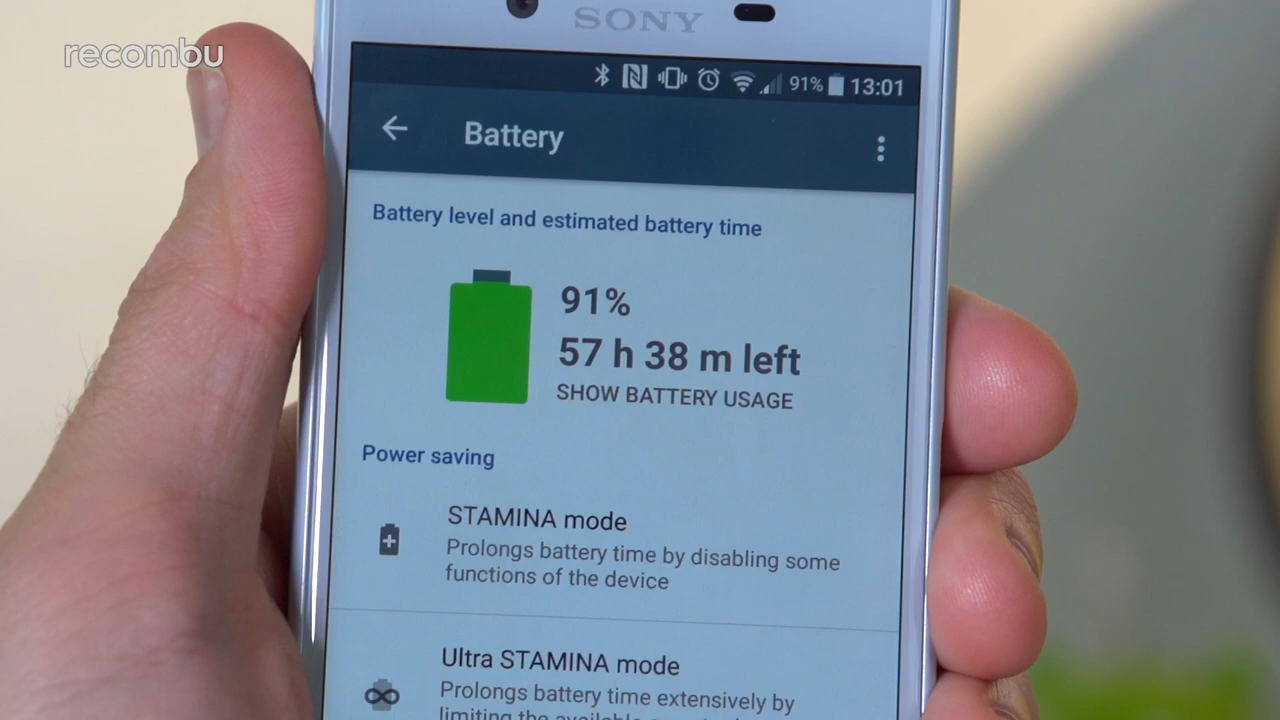 recombu
SONY
91% 13:01
Battery
Battery level and estimated battery time
91%
57 h 38 m left
SHOW BATTERY USAGE
Power saving
STAMINA mode
Prolongs battery time by disabling some
functions of the device
Ultra STAMINA mode
Prolongs battery time extensively by
limiting the